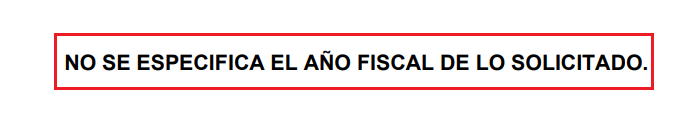 NO SE ESPECIFICA EL AÑO FISCAL DE LO SOLICITADO.